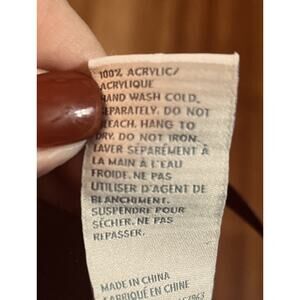 100% ACRYLIC/
ACRYLIQUE
HAND WASH COLD.
SEPARATELY. DO NOT
BLEACH. HANG TO
DRY. DO NOT IRON.
LAVER SÉPARÉMENT À
LA MAIN À L'EAU
FROIDE. NE PAS
UTILISER D'AGENT DE
BLANCHIMENT.
SUSPENDRE POUR
SÉCHER. NE PAS
REPASSER.
MADE IN CHINA
FABRIQUÉ EN CHINE